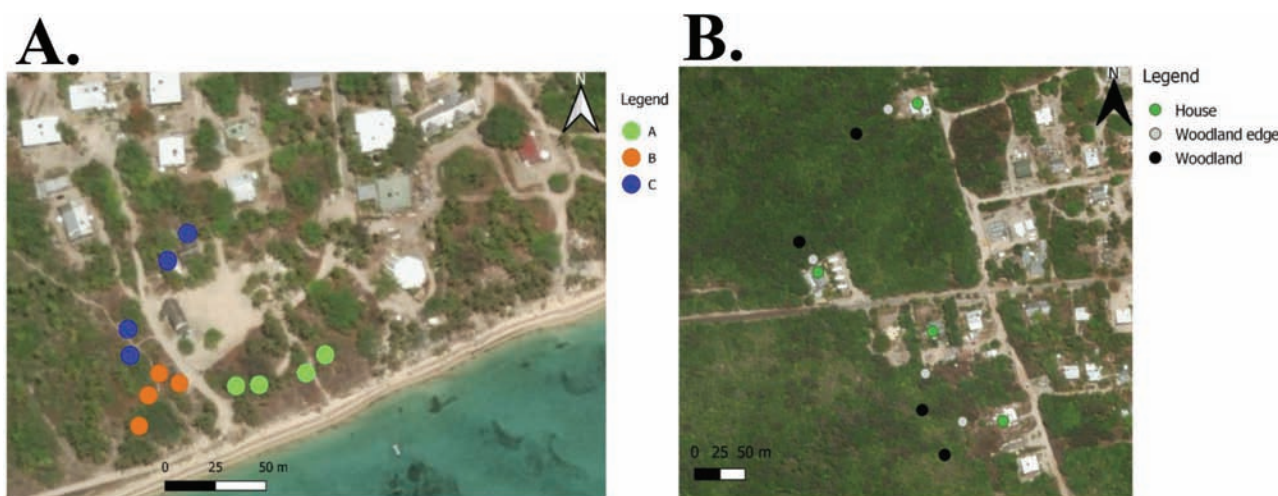 A.
N
Legend
A
B
C
0 25 50 m
B.
N
Legend
House
Woodland edge
Woodland
0 25 50 m